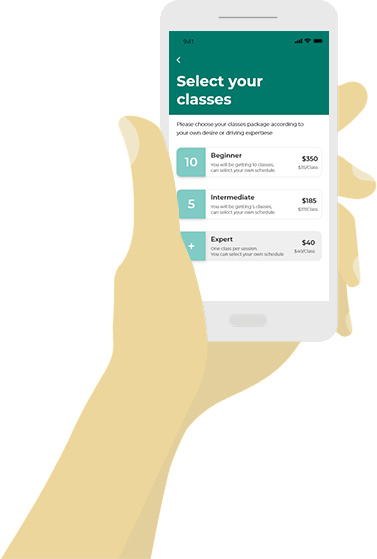 9:41
Select your
classes
Please choose your classes package according to
your own desire or driving expertiese
10
Beginner
You will be getting 10 classes,
can select your own schedule.
$350
$35/Class
5
Intermediate
You will be getting 5 classes,
can select your own schedule.
$185
$37/Class
+
Expert
One class per session.
You can select your own schedule
$40
$40/Class